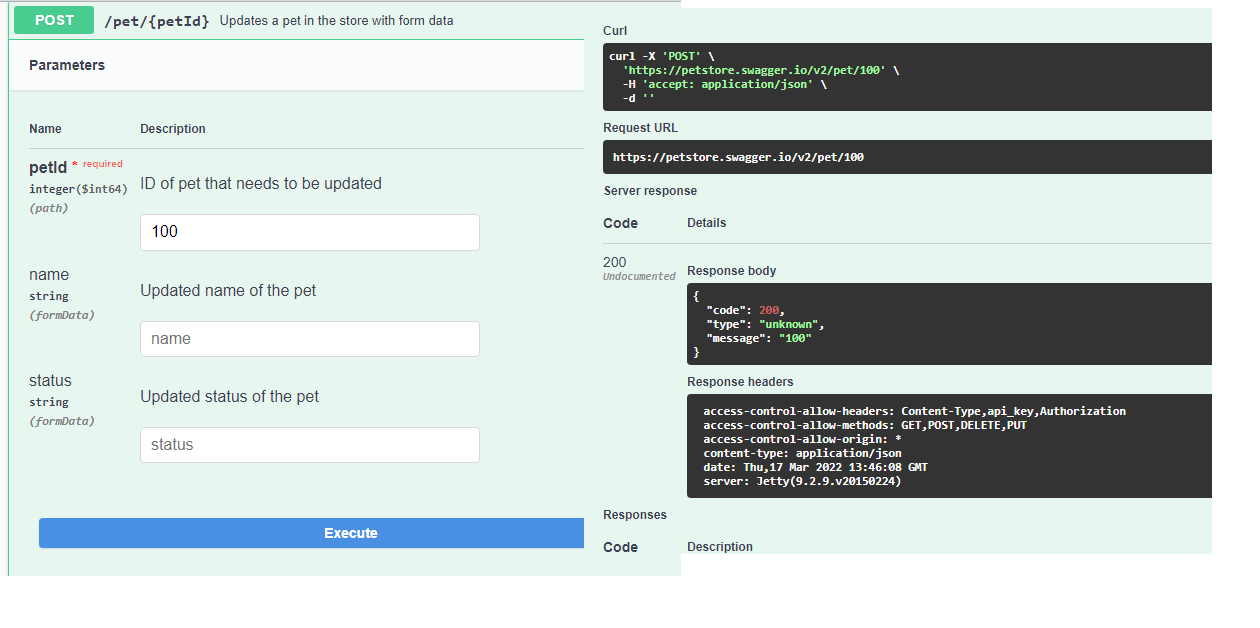 POST /pet/{petId} Updates a pet in the store with form data
Parameters
Name Description
petId * required
integer($int64)
(path)
ID of pet that needs to be updated
100
name
string
(formData)
Updated name of the pet
name
status
string
(formData)
Updated status of the pet
status
Execute
Curl
curl -X 'POST' \
'https://petstore.swagger.io/v2/pet/100' \
-H 'accept: application/json' \
-d ''
Request URL
https://petstore.swagger.io/v2/pet/100
Server response
Code Details
200
Undocumented
Response body
{
"code": 200,
"type": "unknown",
"message": "100"
}
Response headers
access-control-allow-headers: Content-Type,api_key,Authorization
access-control-allow-methods: GET,POST,DELETE,PUT
access-control-allow-origin: *
content-type: application/json
date: Thu,17 Mar 2022 13:46:08 GMT
server: Jetty(9.2.9.v20150224)
Responses
Code Description